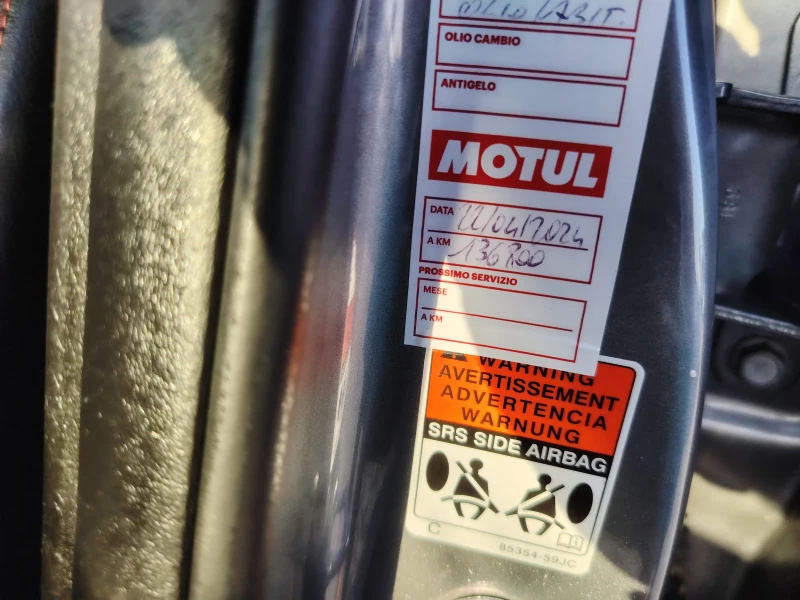 OLIO CAMBIO
ANTIGELO
MOTUL
DATA 22/04/2024
A KM
PROSSIMO SERVIZIO
MESE
A KM
WARNING
AVERTISSEMENT
ADVERTENCIA
WARNUNG
SRS SIDE AIRBAG
C
85354-59JC